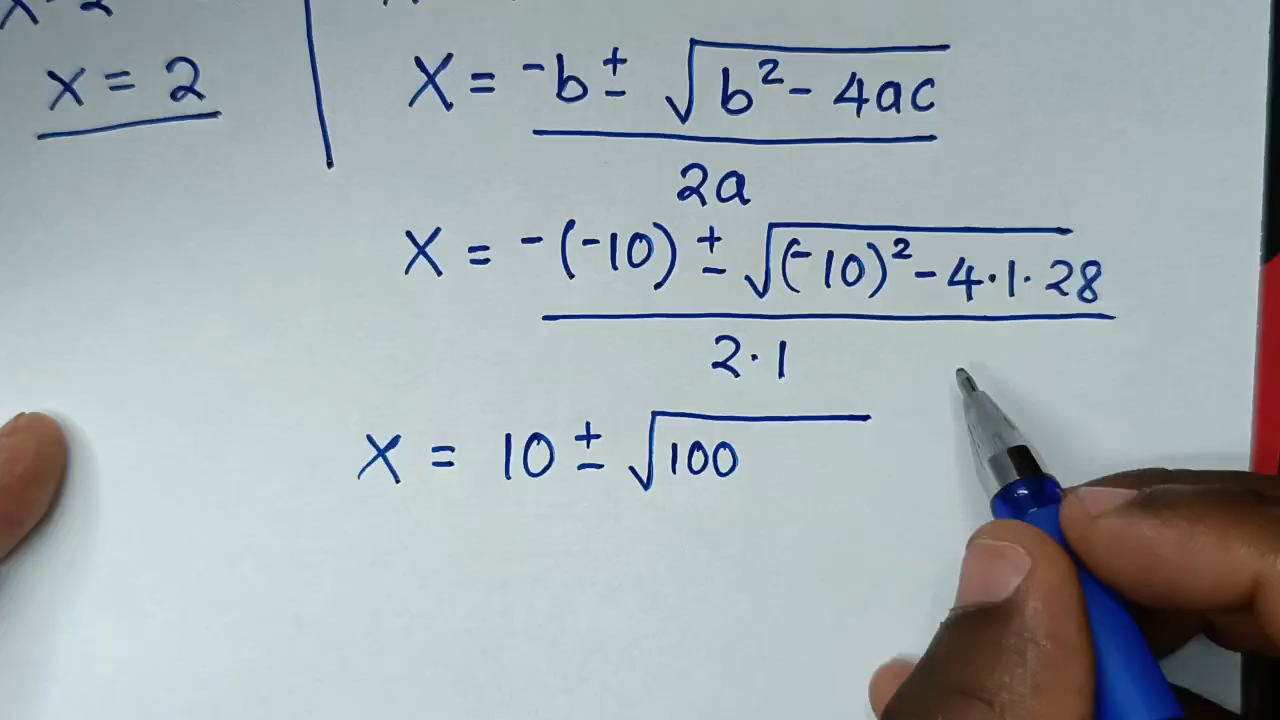 x = 2
X = -b ± √(b² - 4ac)
2a
X = -(-10) ± √((-10)² - 4·1·28)
2·1
X = 10 ± √100